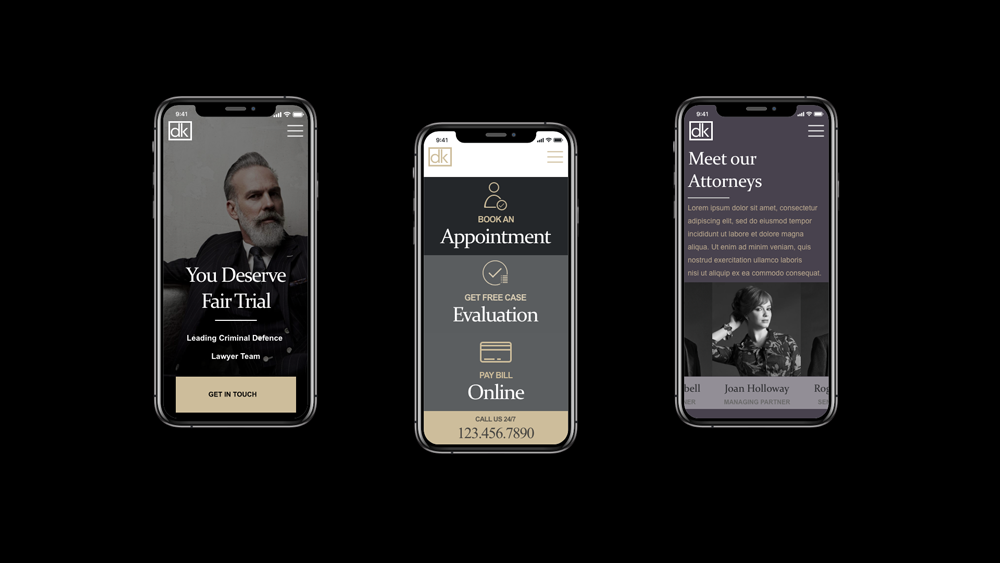 9:41
dk
You Deserve
Fair Trial
Leading Criminal Defence
Lawyer Team
GET IN TOUCH
9:41
dk
BOOK AN
Appointment
GET FREE CASE
Evaluation
PAY BILL
Online
CALL US 24/7
123.456.7890
9:41
dk
Meet our
Attorneys
Lorem ipsum dolor sit amet, consectetur
adipiscing elit, sed do eiusmod tempor
incididunt ut labore et dolore magna
aliqua. Ut enim ad minim veniam, quis
nostrud exercitation ullamco laboris
nisi ut aliquip ex ea commodo consequat.
bell Joan Holloway Rog
NER MANAGING PARTNER SEN